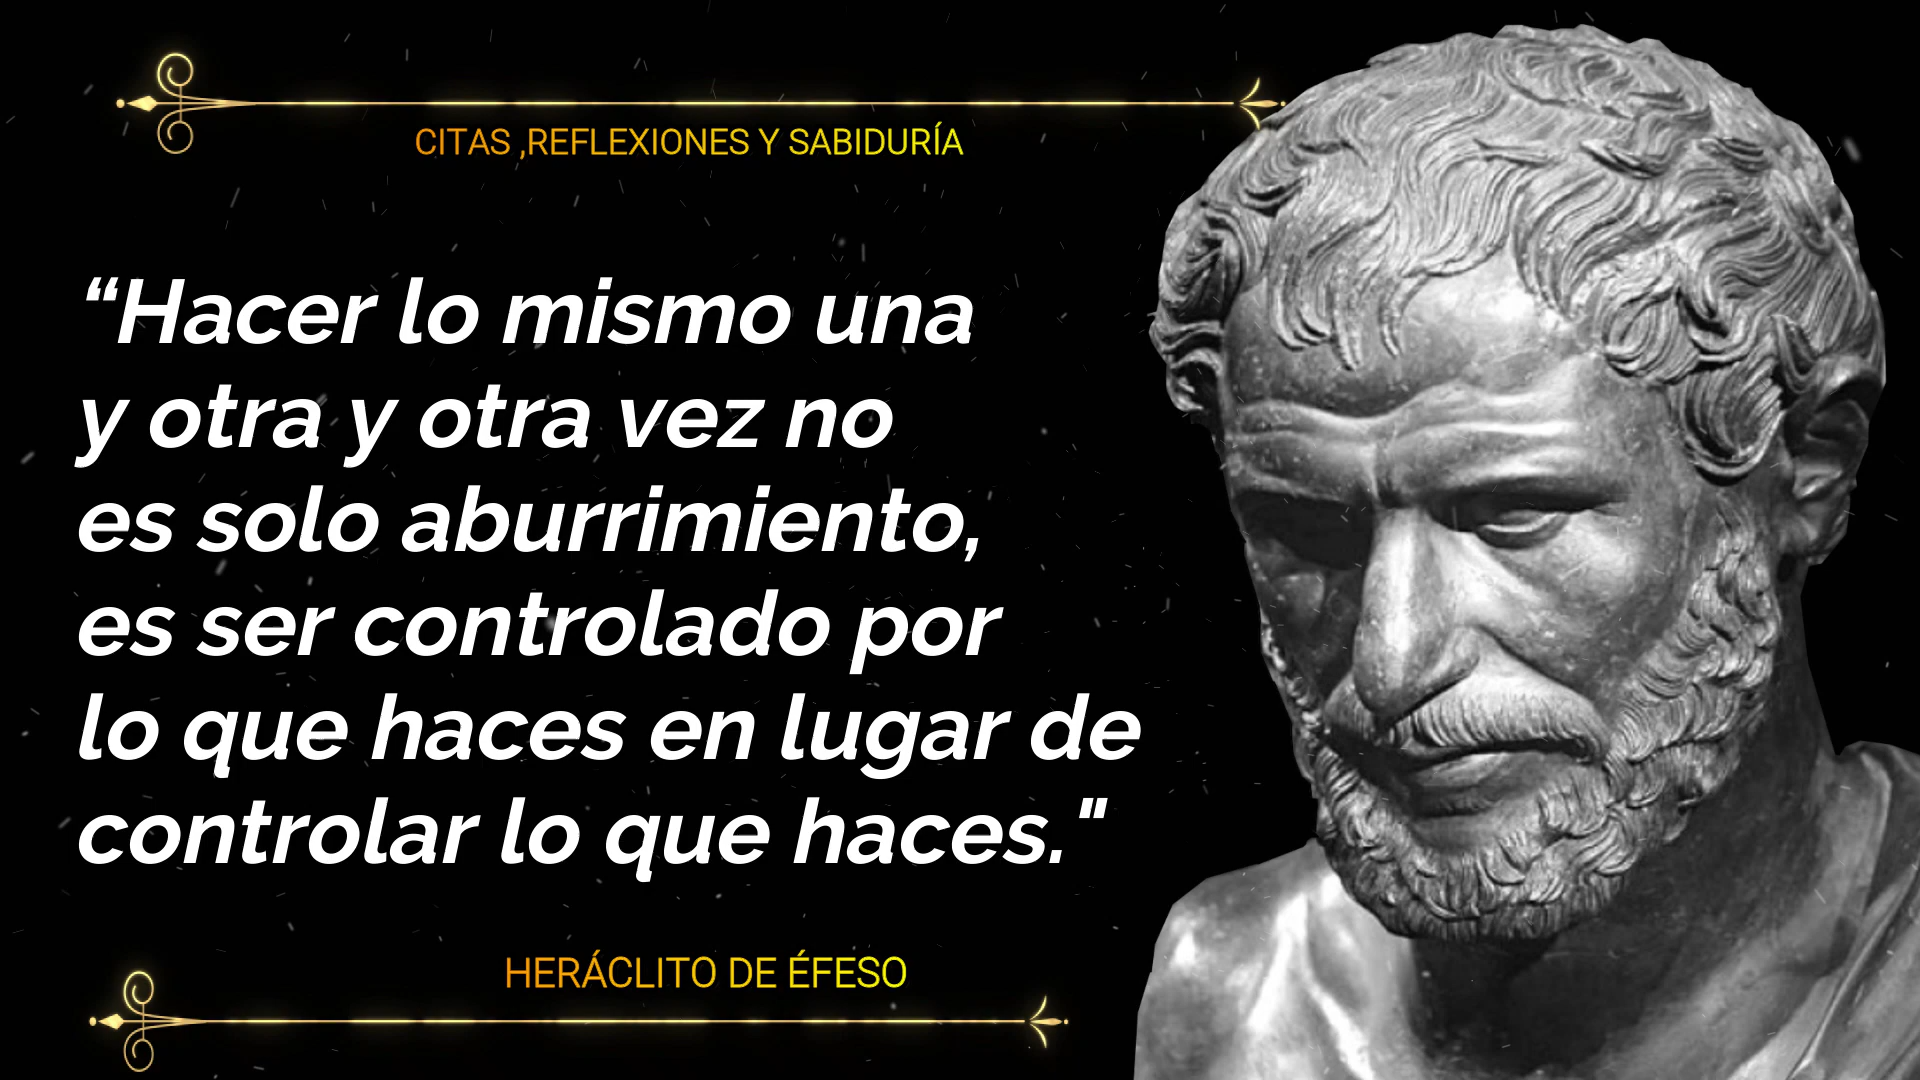 CITAS ,REFLEXIONES Y SABIDURÍA
“Hacer lo mismo una
y otra y otra vez no
es solo aburrimiento,
es ser controlado por
lo que haces en lugar de
controlar lo que haces."
HERÁCLITO DE ÉFESO